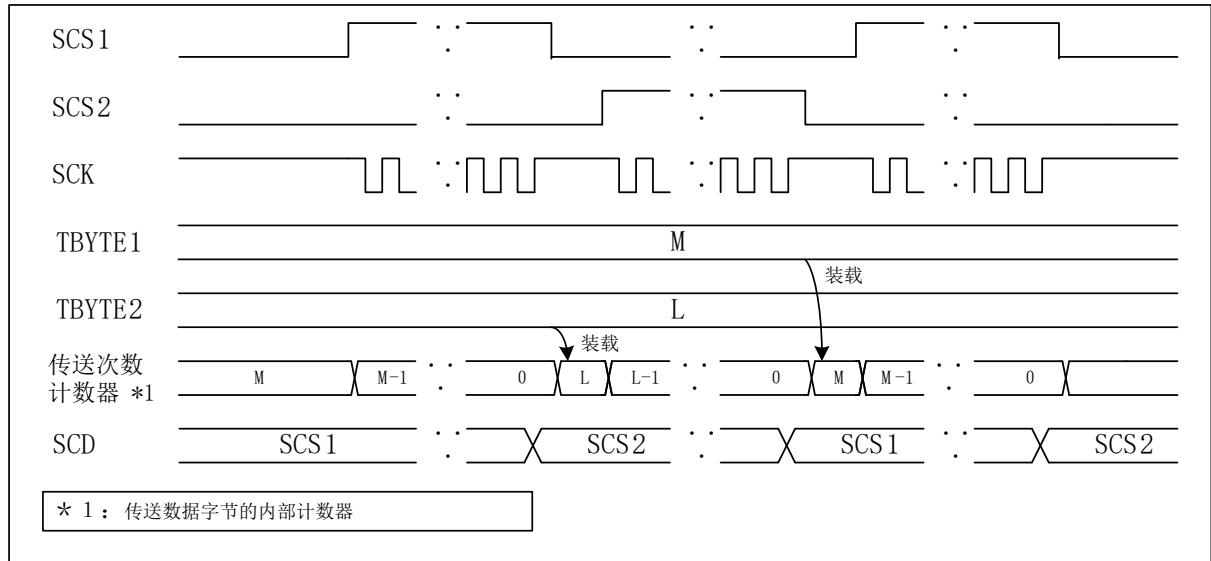 SCS1
SCS2
SCK
TBYTE1 M
装载
TBYTE2 L
装载
传送次数
计数器 *1 M M-1 0 L L-1 0 M M-1 0
SCD SCS1 SCS2 SCS1 SCS2
* 1：传送数据字节的内部计数器